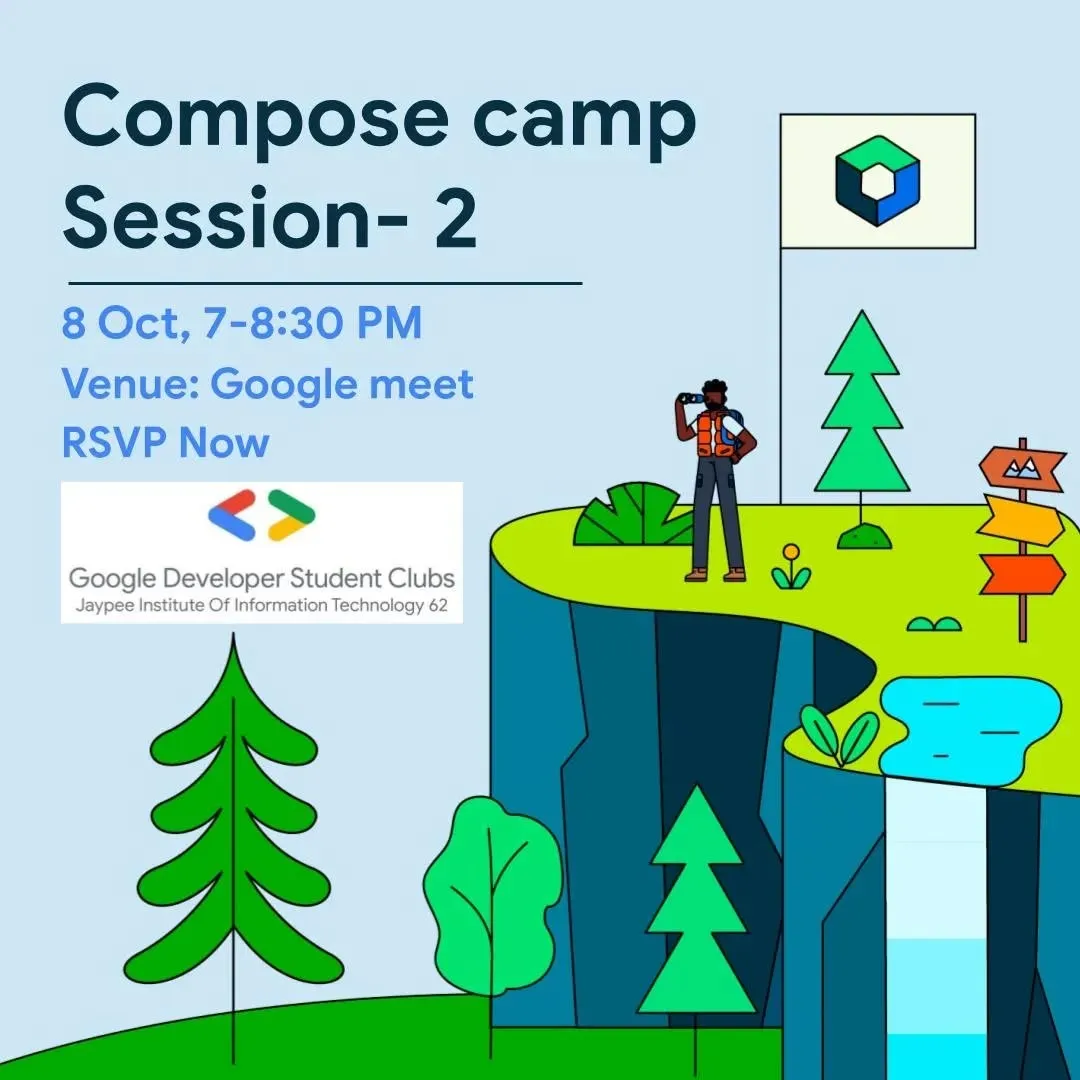 Compose camp
Session- 2
8 Oct, 7-8:30 PM
Venue: Google meet
RSVP Now
Google Developer Student Clubs
Jaypee Institute Of Information Technology 62